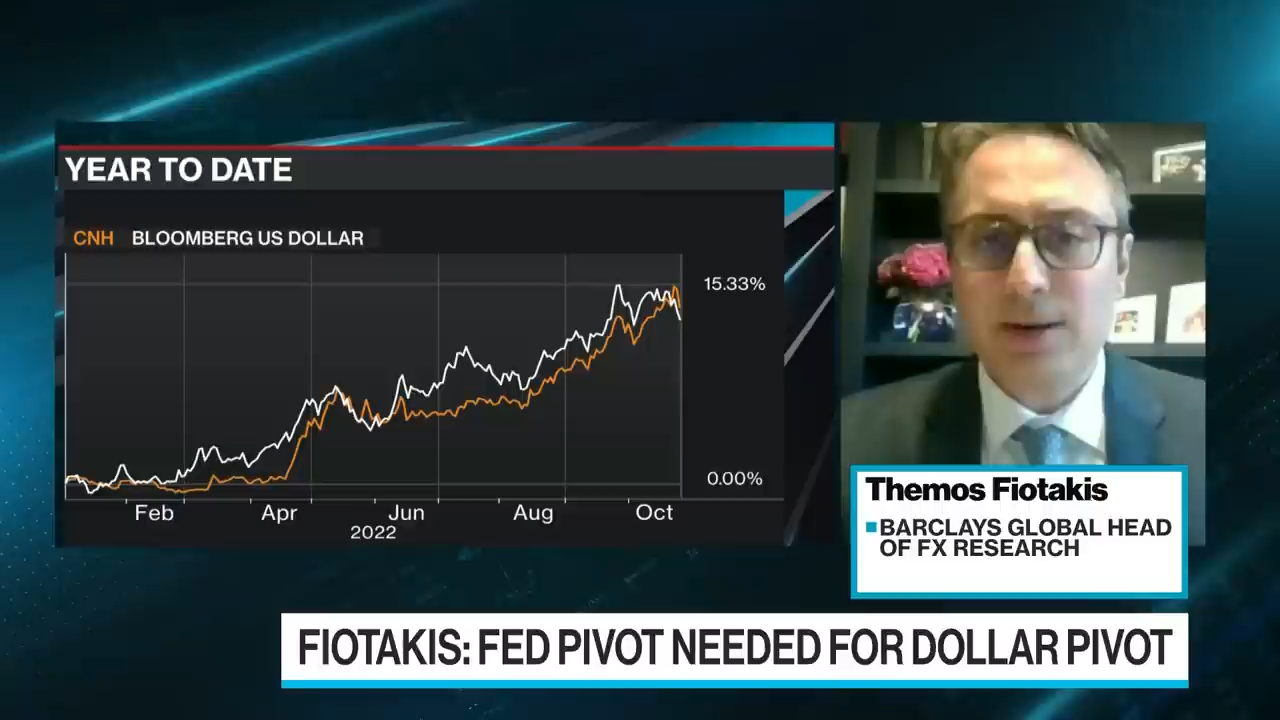 YEAR TO DATE
CNH BLOOMBERG US DOLLAR
15.33%
0.00%
Feb Apr Jun Aug Oct
2022
Themos Fiotakis
BARCLAYS GLOBAL HEAD
OF FX RESEARCH
FIOTAKIS: FED PIVOT NEEDED FOR DOLLAR PIVOT